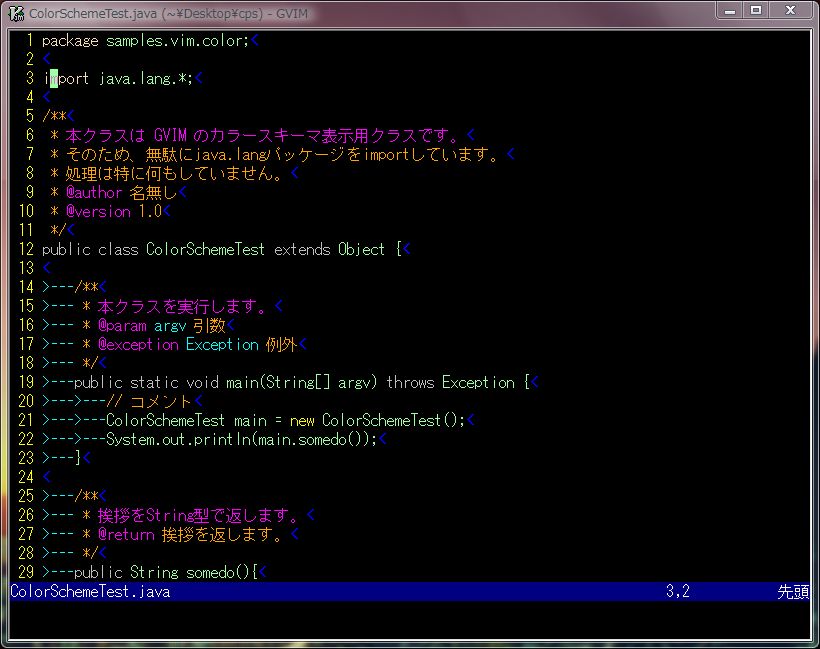 ColorSchemeTest.java (~¥Desktop¥cps) - GVIM
1 package samples.vim.color;<
2 <
3 import java.lang.*;<
4 <
5 /**<
6  * 本クラスは GVIM のカラースキーマ表示用クラスです。<
7  * そのため、無駄にjava.langパッケージをimportしています。<
8  * 処理は特に何もしていません。<
9  * @author 名無し<
10  * @version 1.0<
11  */<
12 public class ColorSchemeTest extends Object {<
13 <
14 >---/**<
15 >--- * 本クラスを実行します。<
16 >--- * @param argv 引数<
17 >--- * @exception Exception 例外<
18 >--- */<
19 >---public static void main(String[] argv) throws Exception {<
20 >--->---// コメント<
21 >--->---ColorSchemeTest main = new ColorSchemeTest();<
22 >--->---System.out.println(main.somedo());<
23 >---}<
24 <
25 >---/**<
26 >--- * 挨拶をString型で返します。<
27 >--- * @return 挨拶を返します。<
28 >--- */<
29 >---public String somedo(){<
ColorSchemeTest.java 3,2 先頭